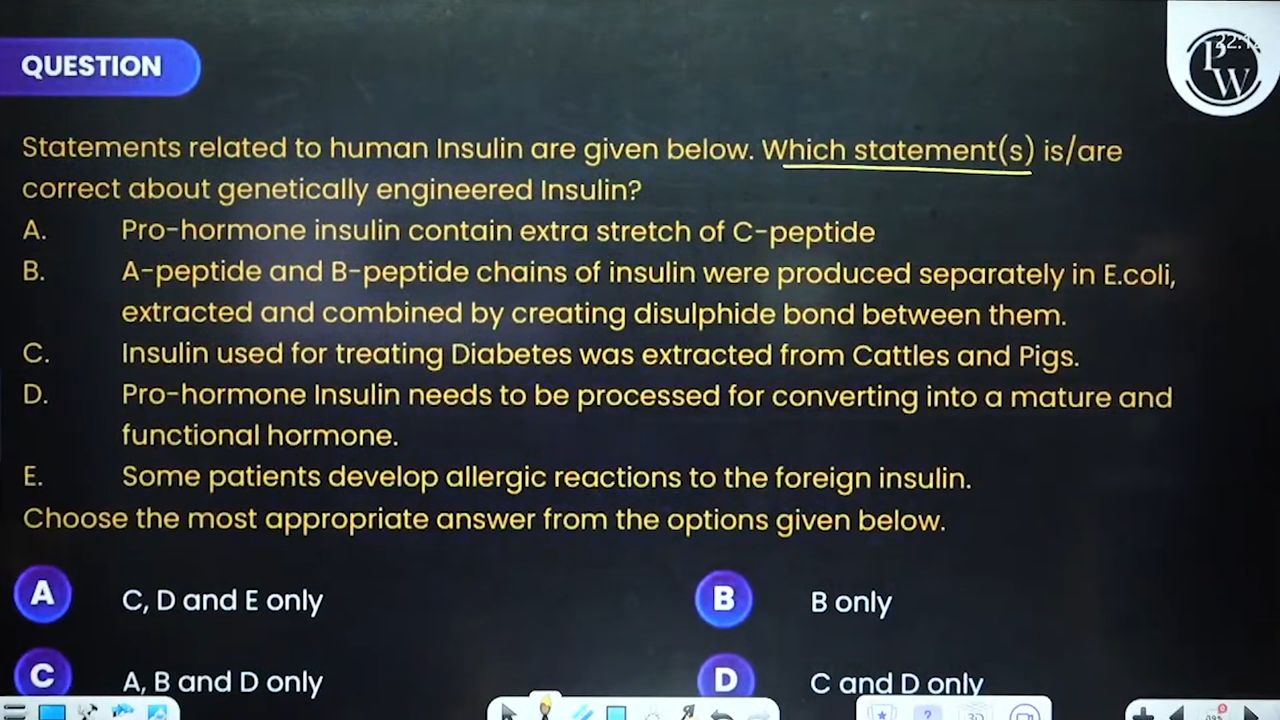 QUESTION
22:1
PW
Statements related to human Insulin are given below. Which statement(s) is/are
correct about genetically engineered Insulin?
A. Pro-hormone insulin contain extra stretch of C-peptide
B. A-peptide and B-peptide chains of insulin were produced separately in E.coli,
extracted and combined by creating disulphide bond between them.
C. Insulin used for treating Diabetes was extracted from Cattles and Pigs.
D. Pro-hormone Insulin needs to be processed for converting into a mature and
functional hormone.
E. Some patients develop allergic reactions to the foreign insulin.
Choose the most appropriate answer from the options given below.
A C, D and E only
B B only
C A, B and D only
D C and D only